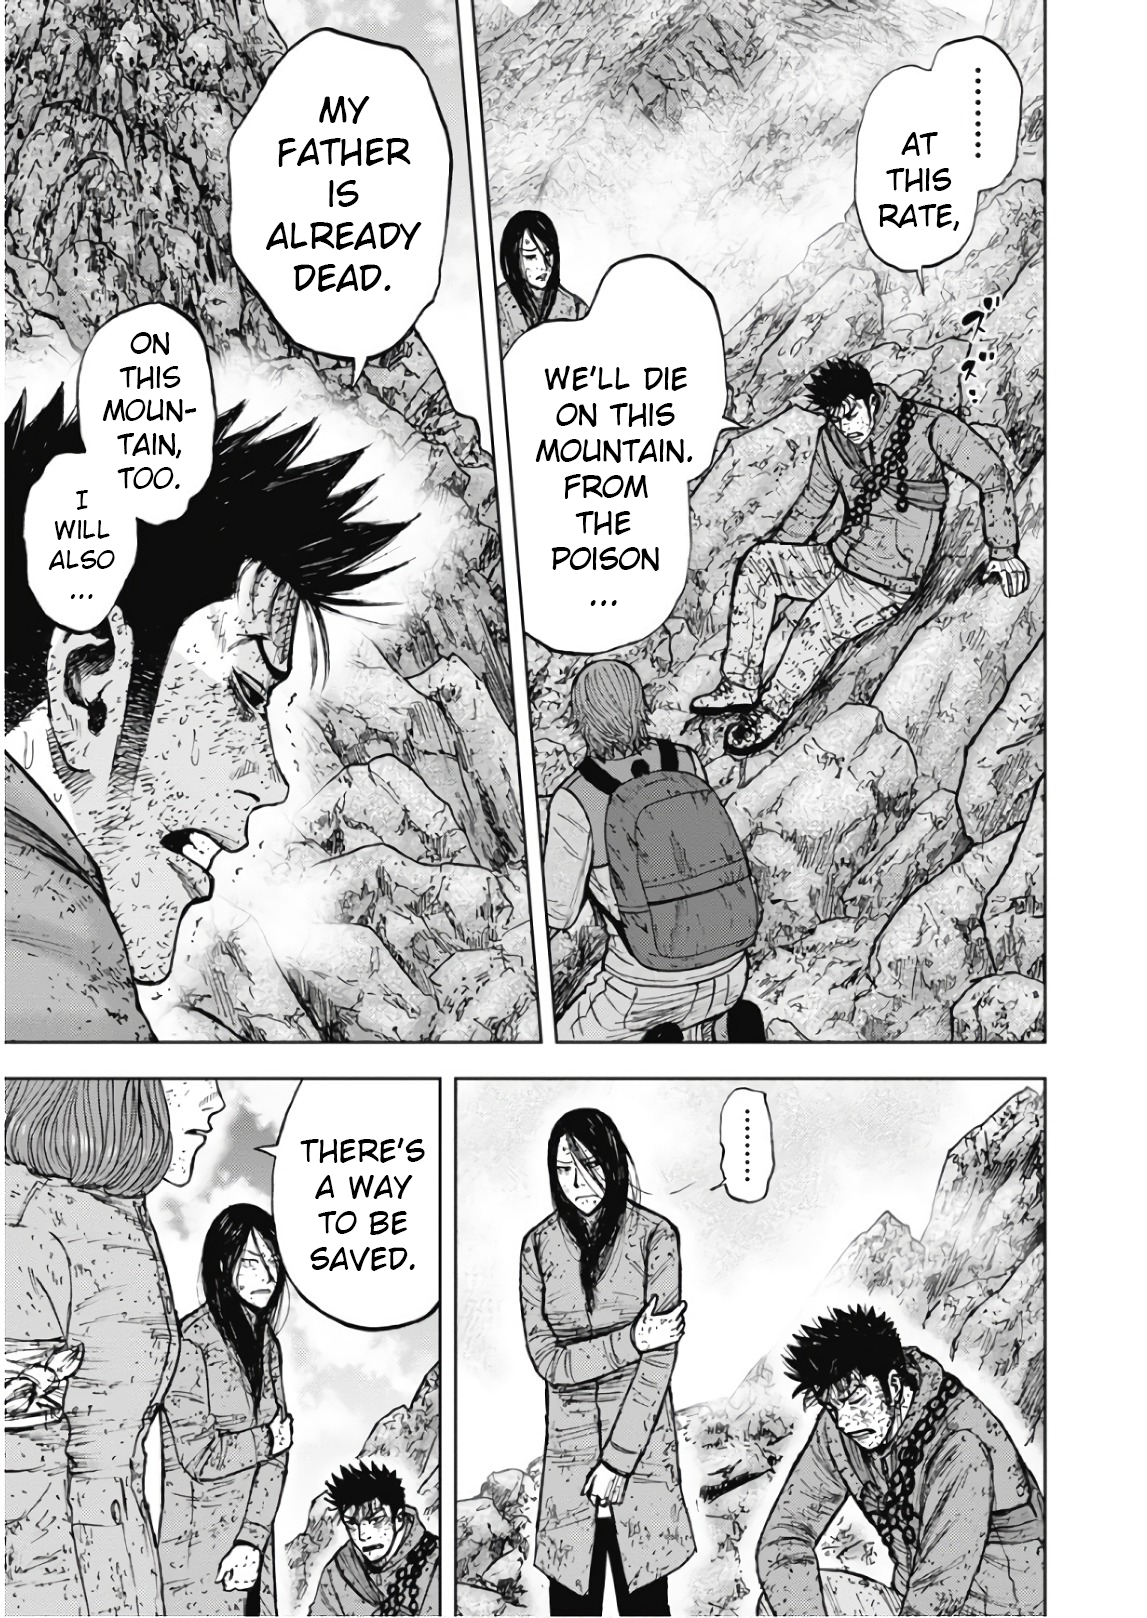 .........
AT
THIS
RATE,
ズズズ...
WE'LL DIE
ON THIS
MOUNTAIN.
FROM
THE
POISON
...
MY
FATHER
IS
ALREADY
DEAD.
ON
THIS
MOUN-
TAIN,
TOO.
I
WILL
ALSO
...
.........
THERE'S
A WAY
TO BE
SAVED.